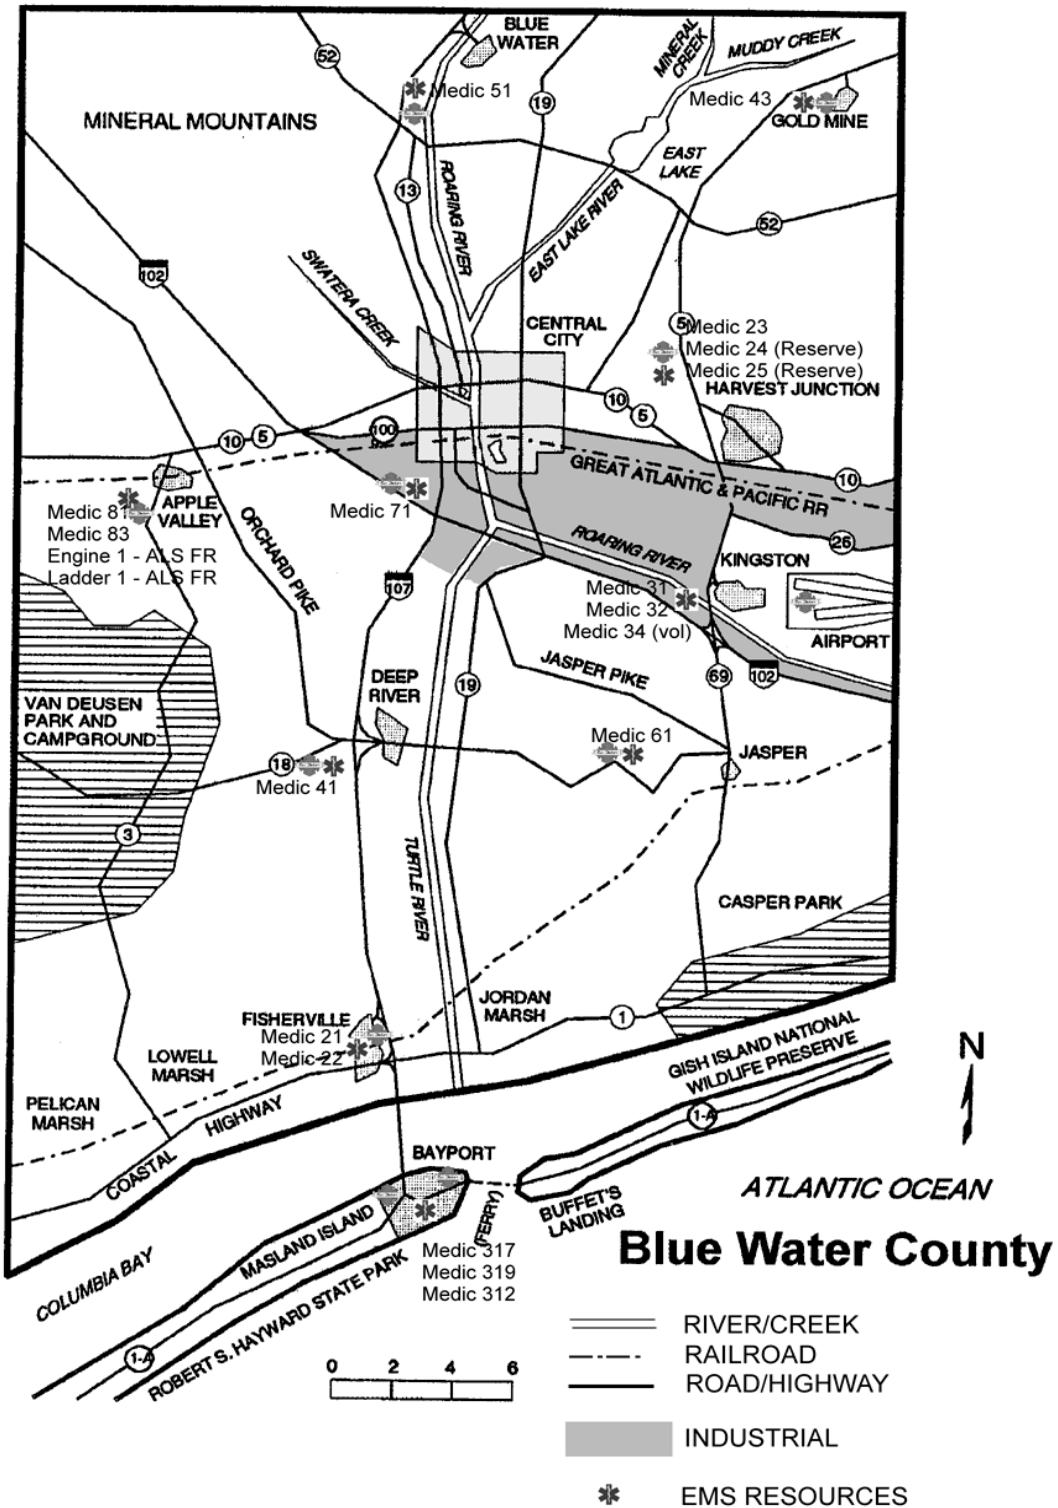 BLUE
WATER
MINERAL
CREEK
MUDDY CREEK
52
Medic 51
19
Medic 43
GOLD MINE
MINERAL MOUNTAINS
EAST
LAKE
13
ROARING RIVER
EAST LAKE RIVER
52
102
SWATERA CREEK
CENTRAL
CITY
5
Medic 23
Medic 24 (Reserve)
Medic 25 (Reserve)
HARVEST JUNCTION
10
5
100
10
5
GREAT ATLANTIC & PACIFIC RR
10
APPLE
VALLEY
Medic 81
Medic 83
Engine 1 - ALS FR
Ladder 1 - ALS FR
Medic 71
ORCHARD PIKE
ROARING RIVER
26
KINGSTON
107
Medic 31
Medic 32
Medic 34 (vol)
AIRPORT
JASPER PIKE
69
102
DEEP
RIVER
19
VAN DEUSEN
PARK AND
CAMPGROUND
Medic 61
JASPER
18
Medic 41
3
TURTLE RIVER
CASPER PARK
JORDAN
MARSH
1
FISHERVILLE
Medic 21
Medic 22
LOWELL
MARSH
GISH ISLAND NATIONAL
WILDLIFE PRESERVE
N
PELICAN
MARSH
COASTAL
HIGHWAY
1-A
BAYPORT
(FERRY)
BUFFET'S
LANDING
ATLANTIC OCEAN
MASLAND ISLAND
Blue Water County
COLUMBIA BAY
Medic 317
Medic 319
Medic 312
ROBERT S. HAYWARD STATE PARK
1-A
0 2 4 6
RIVER/CREEK
RAILROAD
ROAD/HIGHWAY
INDUSTRIAL
EMS RESOURCES